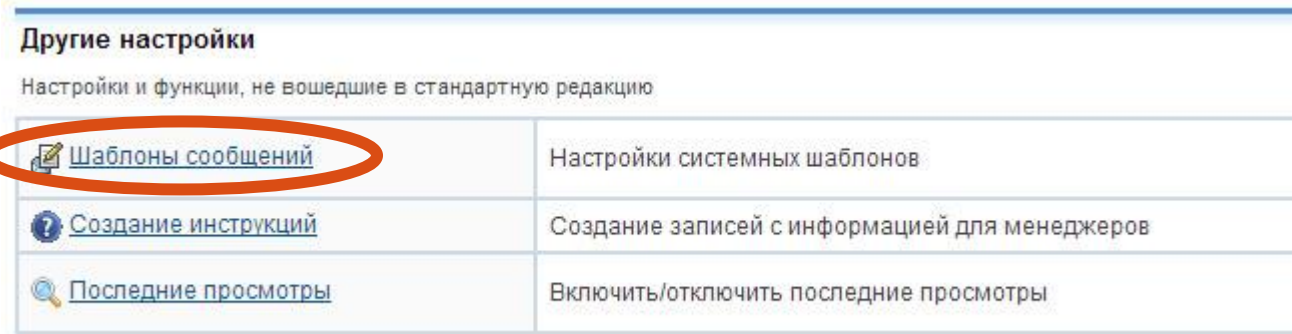 Другие настройки
Настройки и функции, не вошедшие в стандартную редакцию
Шаблоны сообщений Настройки системных шаблонов
Создание инструкций Создание записей с информацией для менеджеров
Последние просмотры Включить/отключить последние просмотры